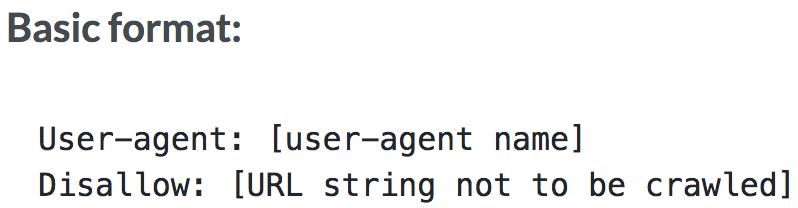 Basic format:
User-agent: [user-agent name]
Disallow: [URL string not to be crawled]